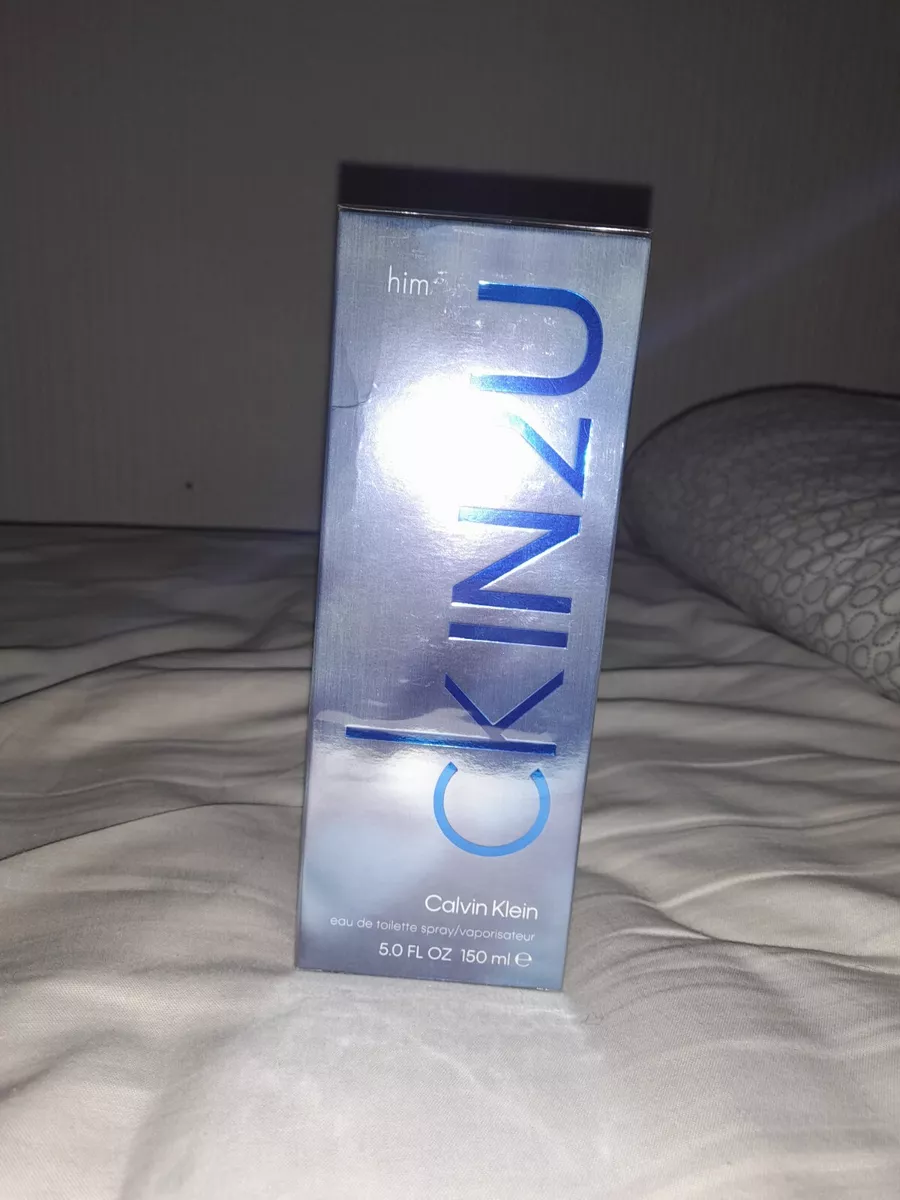 him
ckIN2U
Calvin Klein
eau de toilette spray/vaporisateur
5.0 FL OZ 150 ml ℮